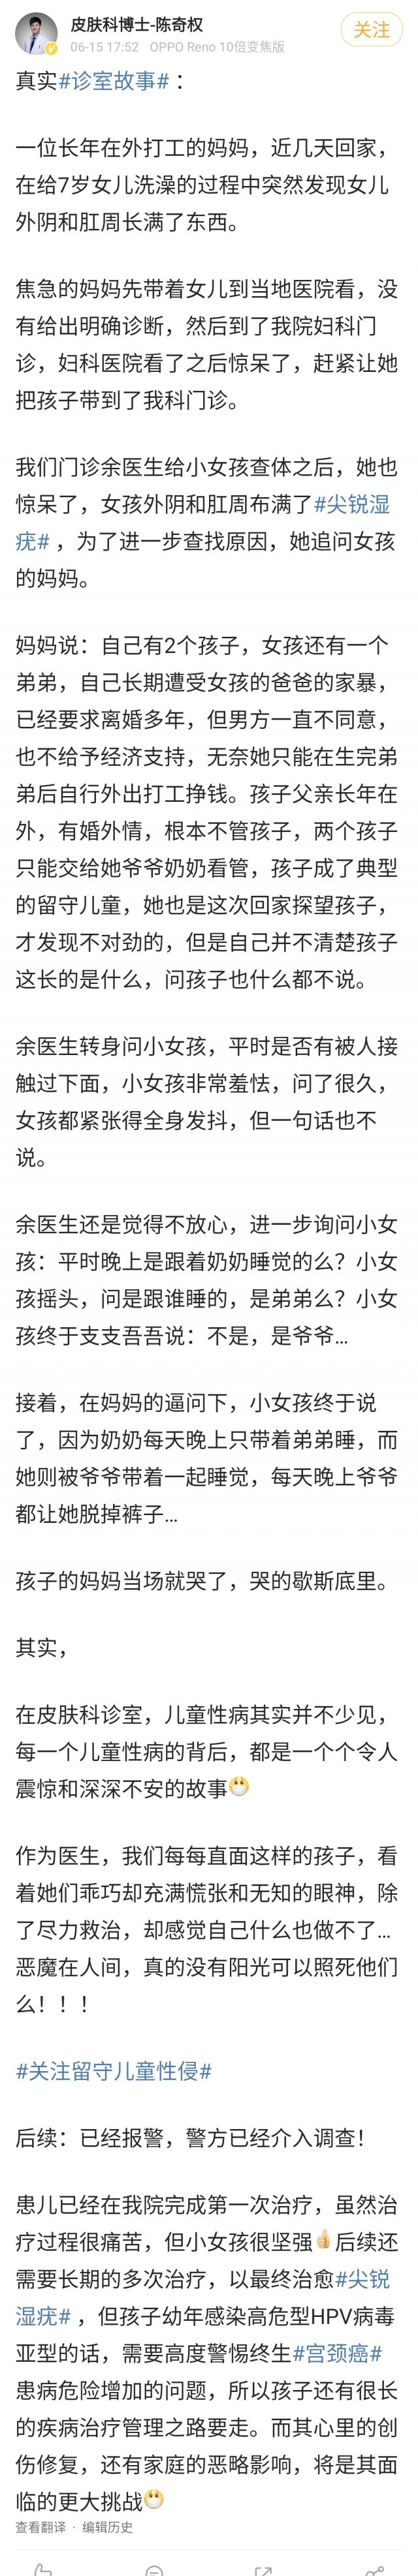 皮肤科博士-陈奇权
关注
06-15 17:52 OPPO Reno 10倍变焦版
真实#诊室故事# ：
一位长年在外打工的妈妈，近几天回家，
在给7岁女儿洗澡的过程中突然发现女儿
外阴和肛周长满了东西。
焦急的妈妈先带着女儿到当地医院看，没
有给出明确诊断，然后到了我院妇科门
诊，妇科医院看了之后惊呆了，赶紧让她
把孩子带到了我科门诊。
我们门诊余医生给小女孩查体之后，她也
惊呆了，女孩外阴和肛周布满了#尖锐湿
疣# ，为了进一步查找原因，她追问女孩
的妈妈。
妈妈说：自己有2个孩子，女孩还有一个
弟弟，自己长期遭受女孩的爸爸的家暴，
已经要求离婚多年，但男方一直不同意，
也不给予经济支持，无奈她只能在生完弟
弟后自行外出打工挣钱。孩子父亲长年在
外，有婚外情，根本不管孩子，两个孩子
只能交给她爷爷奶奶看管，孩子成了典型
的留守儿童，她也是这次回家探望孩子，
才发现不对劲的，但是自己并不清楚孩子
这长的是什么，问孩子也什么都不说。
余医生转身问小女孩，平时是否有被人接
触过下面，小女孩非常羞怯，问了很久，
女孩都紧张得全身发抖，但一句话也不
说。
余医生还是觉得不放心，进一步询问小女
孩：平时晚上是跟着奶奶睡觉的么？小女
孩摇头，问是跟谁睡的，是弟弟么？小女
孩终于支支吾吾说：不是，是爷爷...
接着，在妈妈的逼问下，小女孩终于说
了，因为奶奶每天晚上只带着弟弟睡，而
她则被爷爷带着一起睡觉，每天晚上爷爷
都让她脱掉裤子...
孩子的妈妈当场就哭了，哭的歇斯底里。
其实，
在皮肤科诊室，儿童性病其实并不少见，
每一个儿童性病的背后，都是一个个令人
震惊和深深不安的故事😷
作为医生，我们每每直面这样的孩子，看
着她们乖巧却充满慌张和无知的眼神，除
了尽力救治，却感觉自己什么也做不了...
恶魔在人间，真的没有阳光可以照死他们
么！！！
#关注留守儿童性侵#
后续：已经报警，警方已经介入调查！
患儿已经在我院完成第一次治疗，虽然治
疗过程很痛苦，但小女孩很坚强👍后续还
需要长期的多次治疗，以最终治愈#尖锐
湿疣# ，但孩子幼年感染高危型HPV病毒
亚型的话，需要高度警惕终生#宫颈癌#
患病危险增加的问题，所以孩子还有很长
的疾病治疗管理之路要走。而其心里的创
伤修复，还有家庭的恶略影响，将是其面
临的更大挑战😷
查看翻译 · 编辑历史